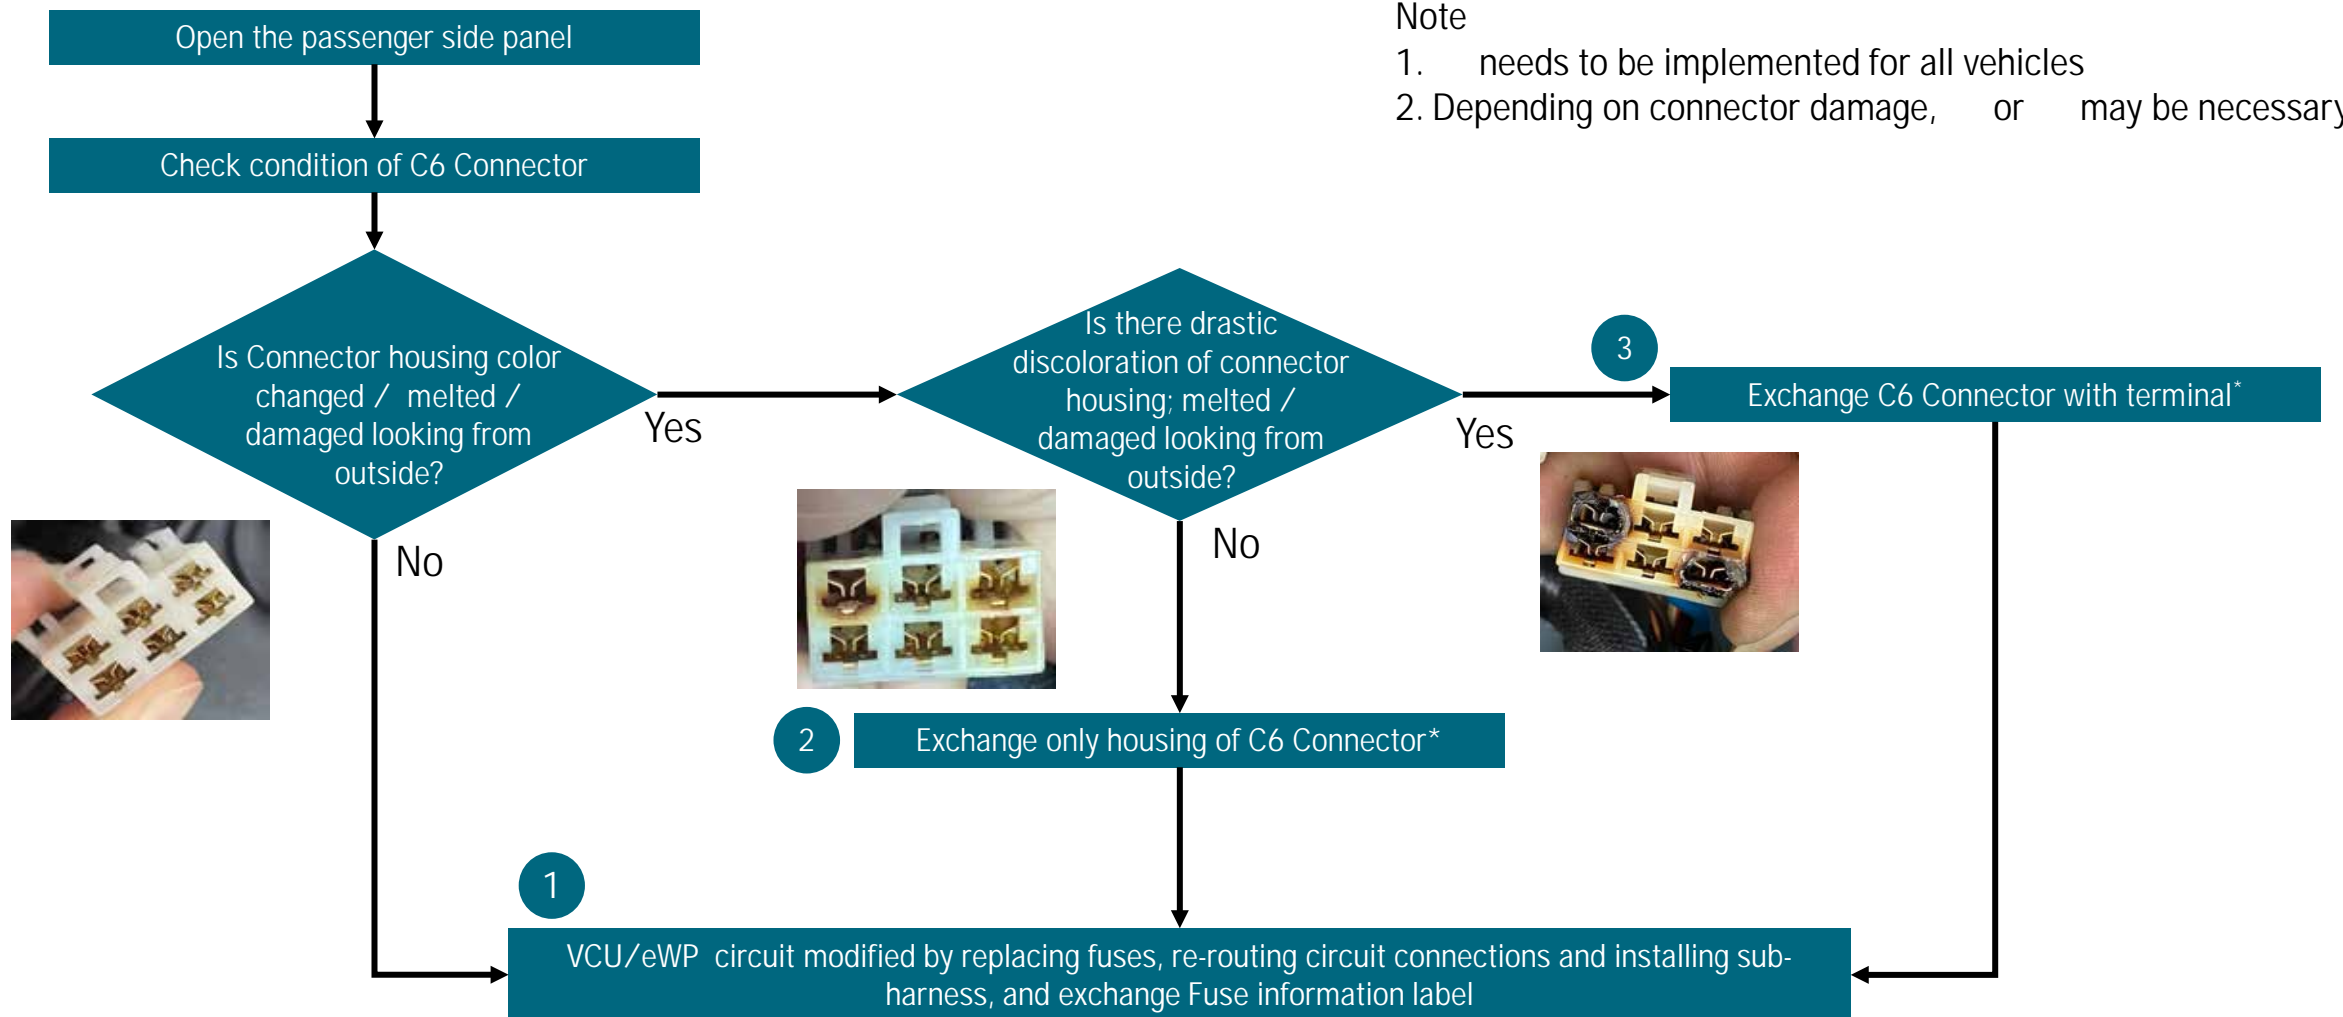 Open the passenger side panel
Note
1. needs to be implemented for all vehicles
2. Depending on connector damage, or may be necessary
Check condition of C6 Connector
Is Connector housing color
changed / melted /
damaged looking from
outside?
Yes
No
Is there drastic
discoloration of connector
housing; melted /
damaged looking from
outside?
Yes
No
3
Exchange C6 Connector with terminal*
2
Exchange only housing of C6 Connector*
1
VCU/eWP circuit modified by replacing fuses, re-routing circuit connections and installing sub-
harness, and exchange Fuse information label